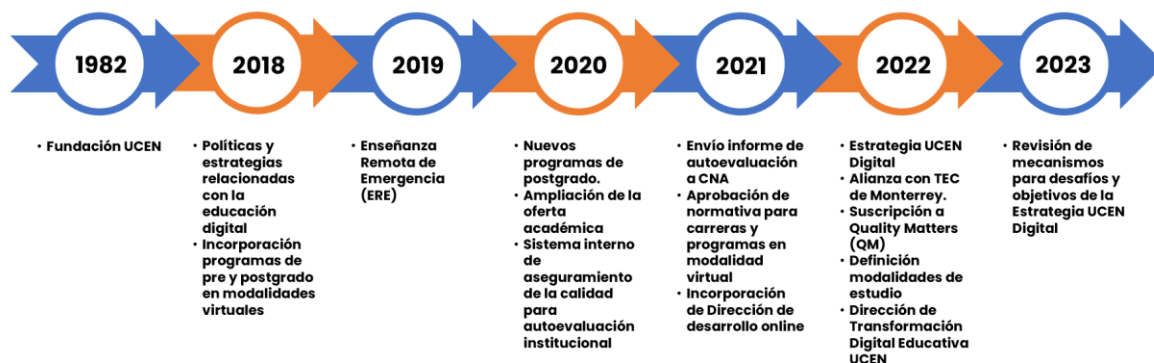 1982
2018
2019
2020
2021
2022
2023
· Fundación UCEN
· Políticas y
estrategias
relacionadas
con la
educación
digital
· Incorporación
programas de
pre y postgrado
en modalidades
virtuales
· Enseñanza
Remota de
Emergencia
(ERE)
· Nuevos
programas de
postgrado.
· Ampliación de la
oferta
académica
· Sistema interno
de
aseguramiento
de la calidad
para
autoevaluación
institucional
· Envío informe de
autoevaluación
a CNA
· Aprobación de
normativa para
carreras y
programas en
modalidad
virtual
· Incorporación
de Dirección de
desarrollo online
· Estrategia UCEN
Digital
· Alianza con TEC
de Monterrey.
· Suscripción a
Quality Matters
(QM)
· Definición
modalidades de
estudio
· Dirección de
Transformación
Digital Educativa
UCEN
· Revisión de
mecanismos
para desafíos y
objetivos de la
Estrategia UCEN
Digital